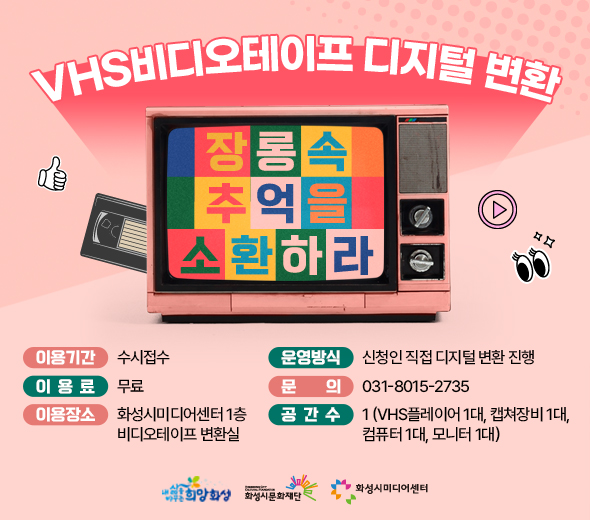 VHS비디오테이프 디지털 변환
장롱 속
추억을
소환하라
이용기간 수시접수
이 용 료 무료
이용장소 화성시미디어센터 1층
비디오테이프 변환실
운영방식 신청인 직접 디지털 변환 진행
문 의 031-8015-2735
공 간 수 1 (VHS플레이어 1대, 캡쳐장비 1대,
컴퓨터 1대, 모니터 1대)
희망화성
화성시문화재단
화성시미디어센터